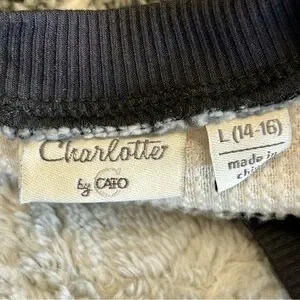 Charlotte
by CATO
L (14-16)
made in
china